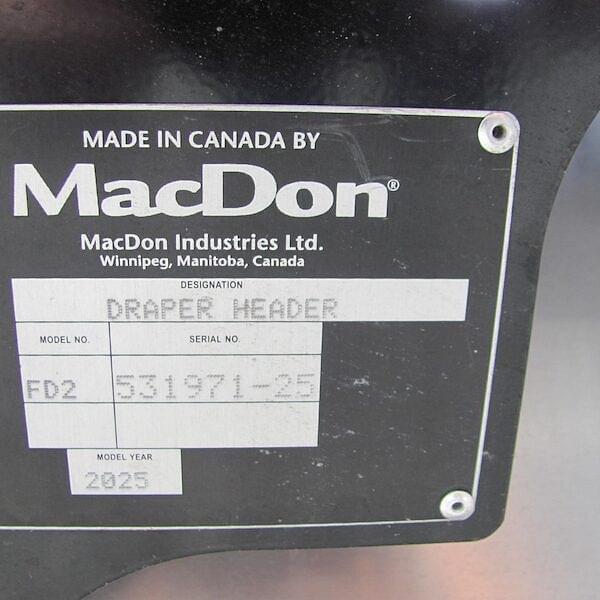 MADE IN CANADA BY
MacDon®
MacDon Industries Ltd.
Winnipeg, Manitoba, Canada
DESIGNATION
DRAPER HEADER
MODEL NO. SERIAL NO.
FD2 531971-25
MODEL YEAR
2025